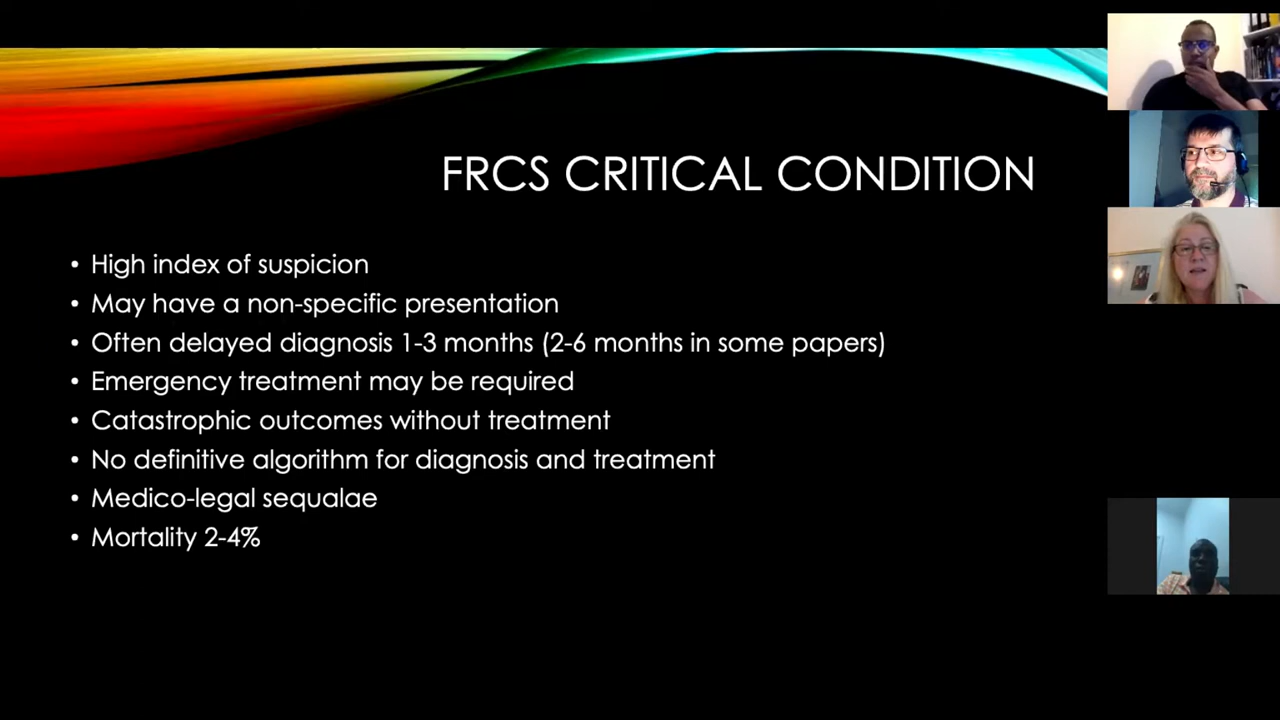 FRCS CRITICAL CONDITION
• High index of suspicion
• May have a non-specific presentation
• Often delayed diagnosis 1-3 months (2-6 months in some papers)
• Emergency treatment may be required
• Catastrophic outcomes without treatment
• No definitive algorithm for diagnosis and treatment
• Medico-legal sequalae
• Mortality 2-4%